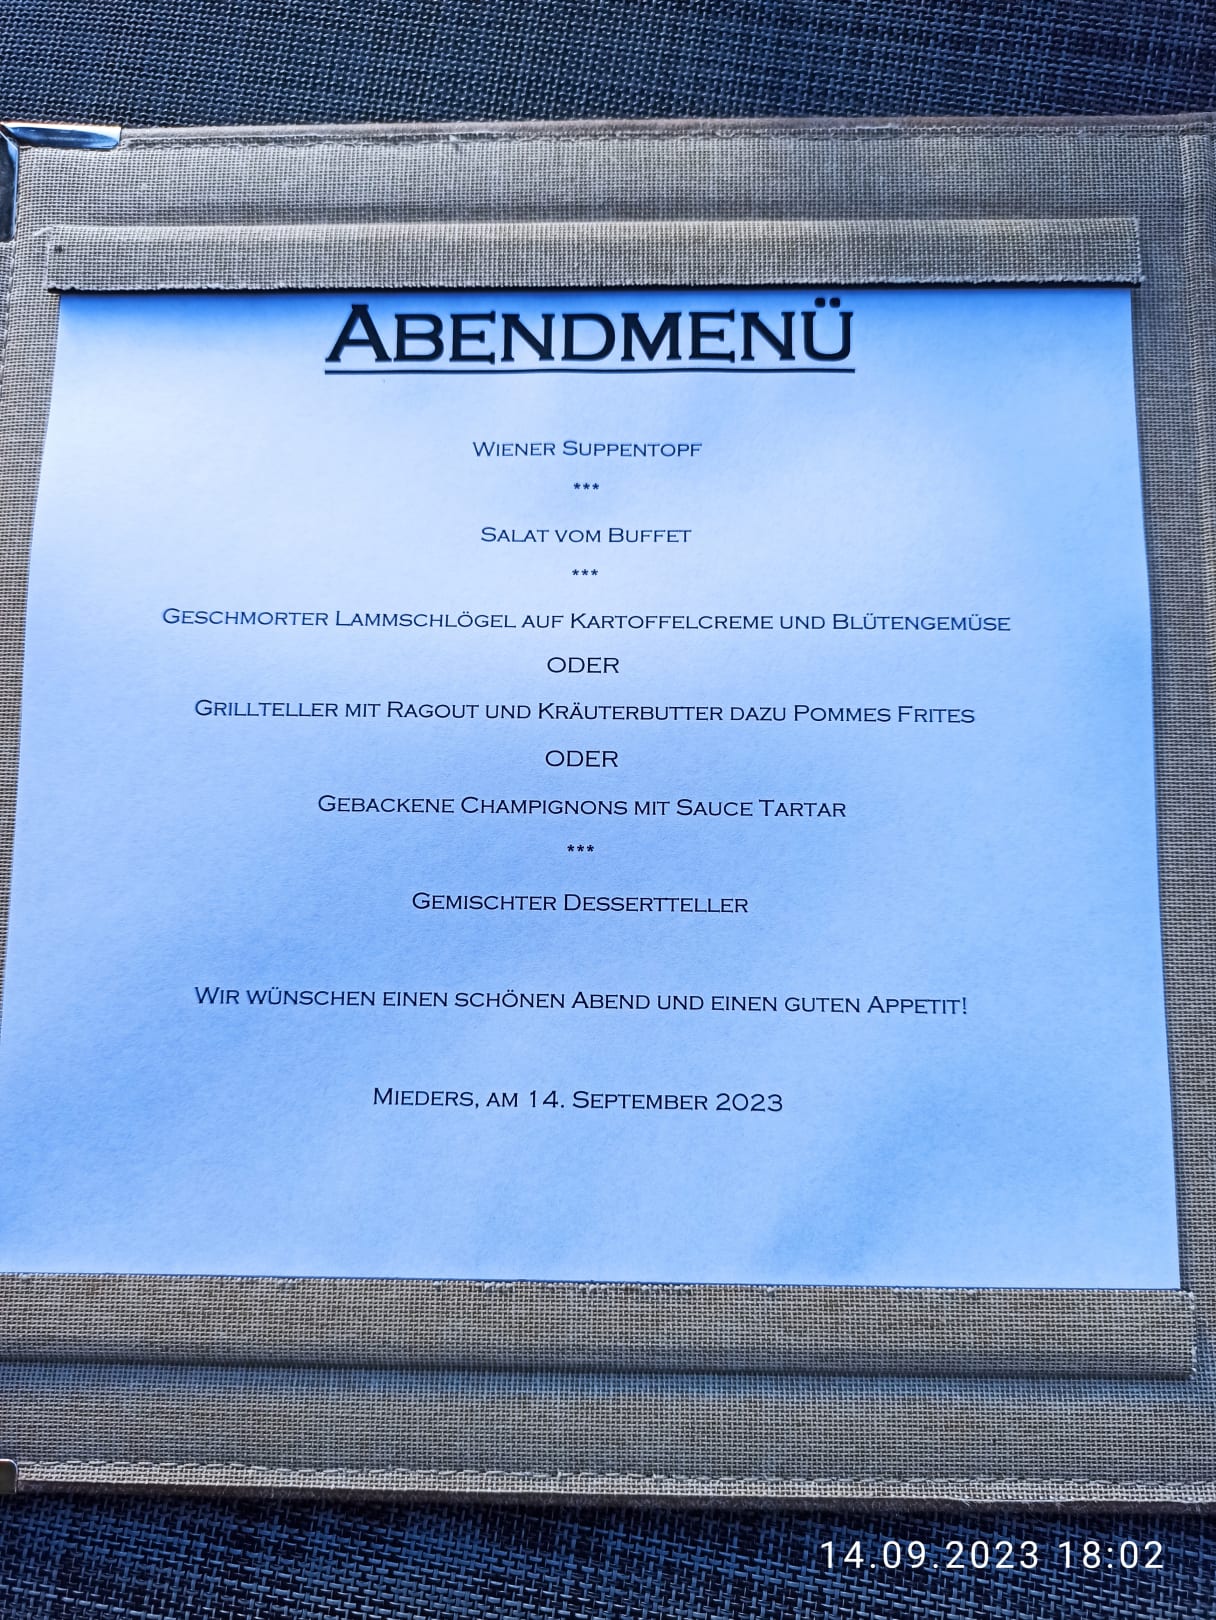 Abendmenü
Wiener Suppentopf
***
Salat vom Buffet
***
Geschmorter Lammschlögel auf Kartoffelcreme und Blütengemüse
ODER
Grillteller mit Ragout und Kräuterbutter dazu Pommes Frites
ODER
Gebackene Champignons mit Sauce Tartar
***
Gemischter Dessertteller
Wir wünschen einen schönen Abend und einen guten Appetit!
Mieders, am 14. September 2023
14.09.2023 18:02